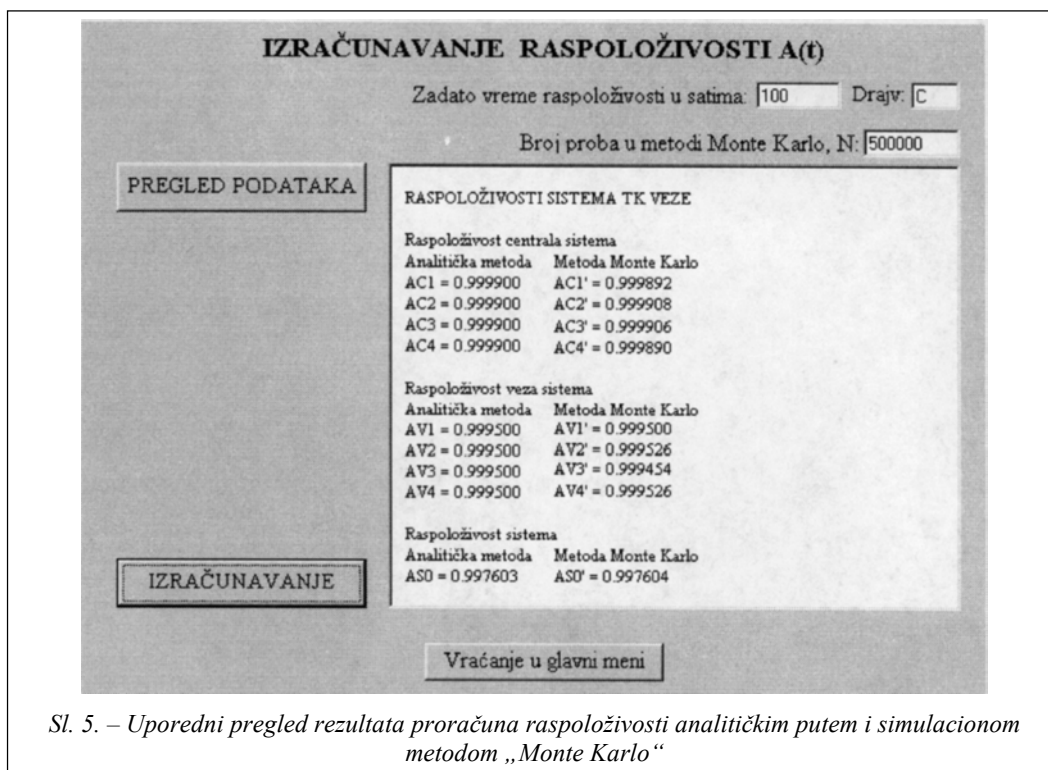 IZRAČUNAVANJE RASPOLOŽIVOSTI A(t)
Zadato vreme raspoloživosti u satima: 100 Drajv: C
Broj proba u metodi Monte Karlo, N: 500000
PREGLED PODATAKA
RASPOLOŽIVOSTI SISTEMA TK VEZE
Raspoloživost centrala sistema
Analitička metoda Metoda Monte Karlo
AC1 = 0.999900 AC1' = 0.999892
AC2 = 0.999900 AC2' = 0.999908
AC3 = 0.999900 AC3' = 0.999906
AC4 = 0.999900 AC4' = 0.999890
Raspoloživost veza sistema
Analitička metoda Metoda Monte Karlo
AV1 = 0.999500 AV1' = 0.999500
AV2 = 0.999500 AV2' = 0.999526
AV3 = 0.999500 AV3' = 0.999454
AV4 = 0.999500 AV4' = 0.999526
Raspoloživost sistema
Analitička metoda Metoda Monte Karlo
AS0 = 0.997603 AS0' = 0.997604
IZRAČUNAVANJE
Vraćanje u glavni meni
Sl. 5. – Uporedni pregled rezultata proračuna raspoloživosti analitičkim putem i simulacionom
metodom „Monte Karlo“